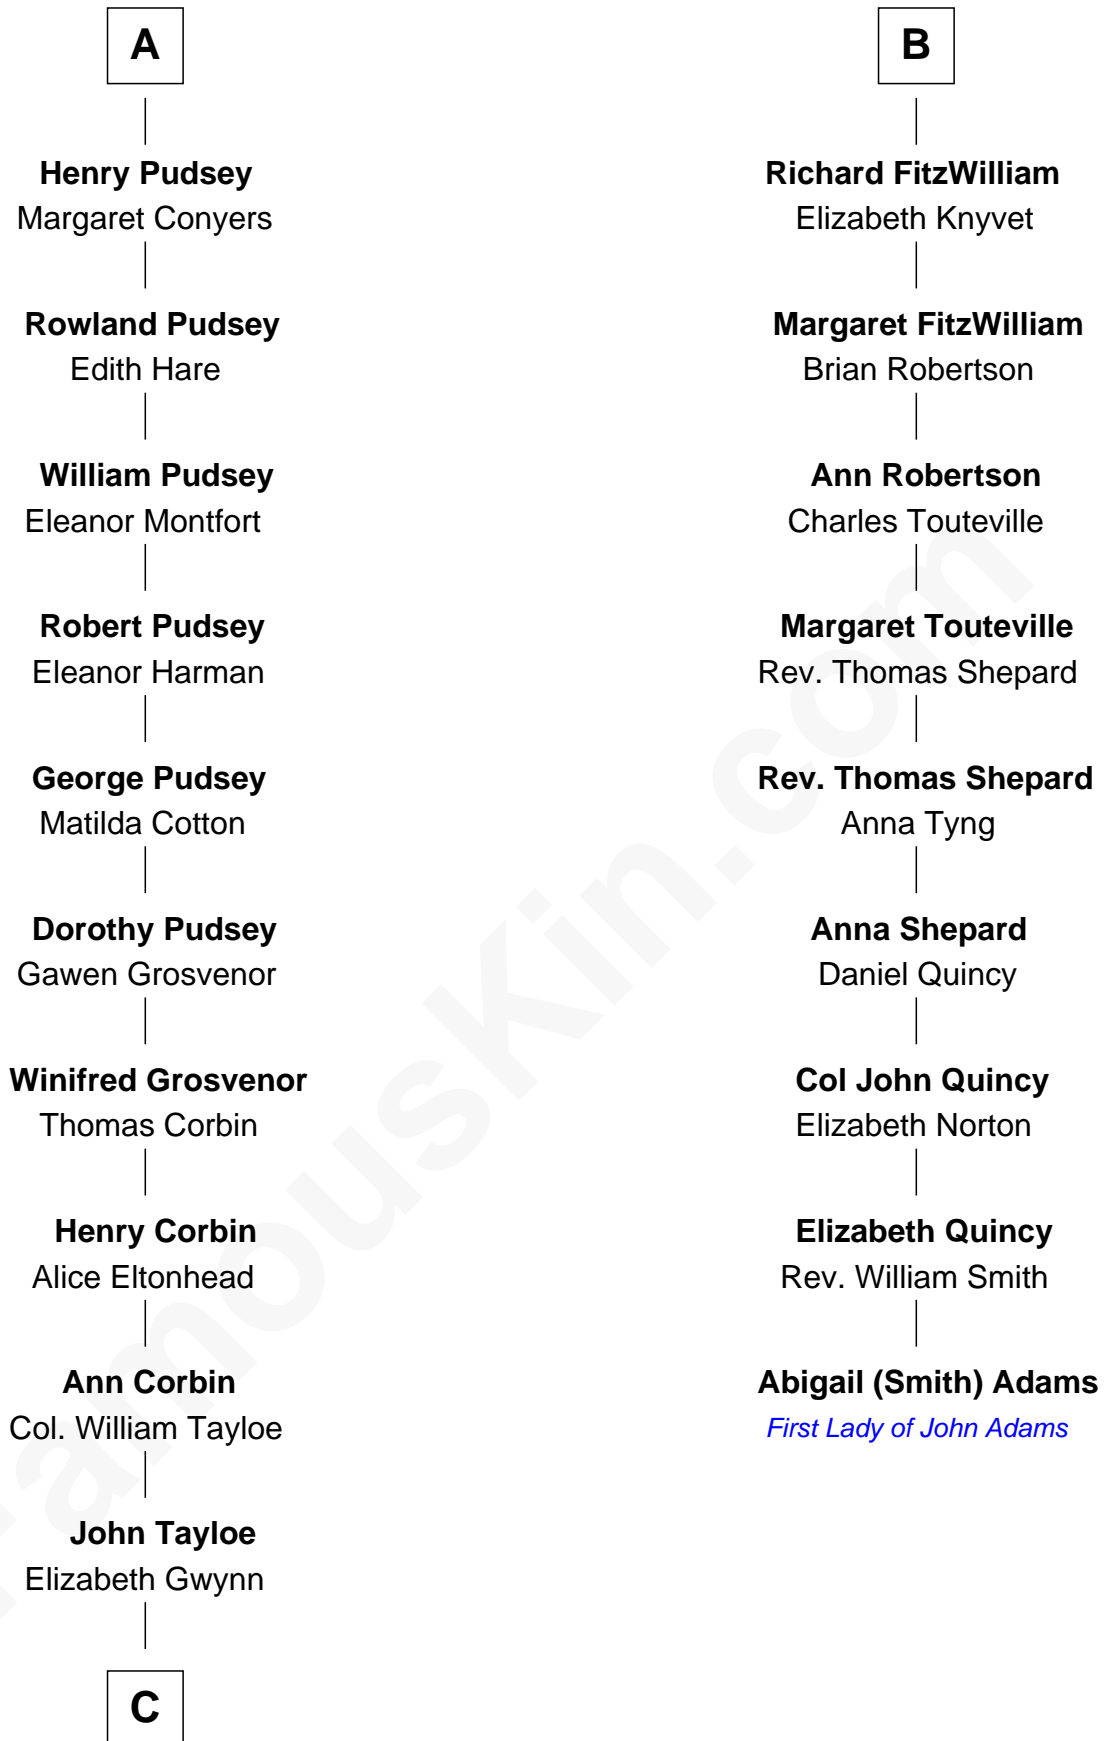 A
Henry Pudsey
Margaret Conyers
Rowland Pudsey
Edith Hare
William Pudsey
Eleanor Montfort
Robert Pudsey
Eleanor Harman
George Pudsey
Matilda Cotton
Dorothy Pudsey
Gawen Grosvenor
Winifred Grosvenor
Thomas Corbin
Henry Corbin
Alice Eltonhead
Ann Corbin
Col. William Tayloe
John Tayloe
Elizabeth Gwynn
C
B
Richard FitzWilliam
Elizabeth Knyvet
Margaret FitzWilliam
Brian Robertson
Ann Robertson
Charles Touteville
Margaret Touteville
Rev. Thomas Shepard
Rev. Thomas Shepard
Anna Tyng
Anna Shepard
Daniel Quincy
Col John Quincy
Elizabeth Norton
Elizabeth Quincy
Rev. William Smith
Abigail (Smith) Adams
First Lady of John Adams
FamousKin.com